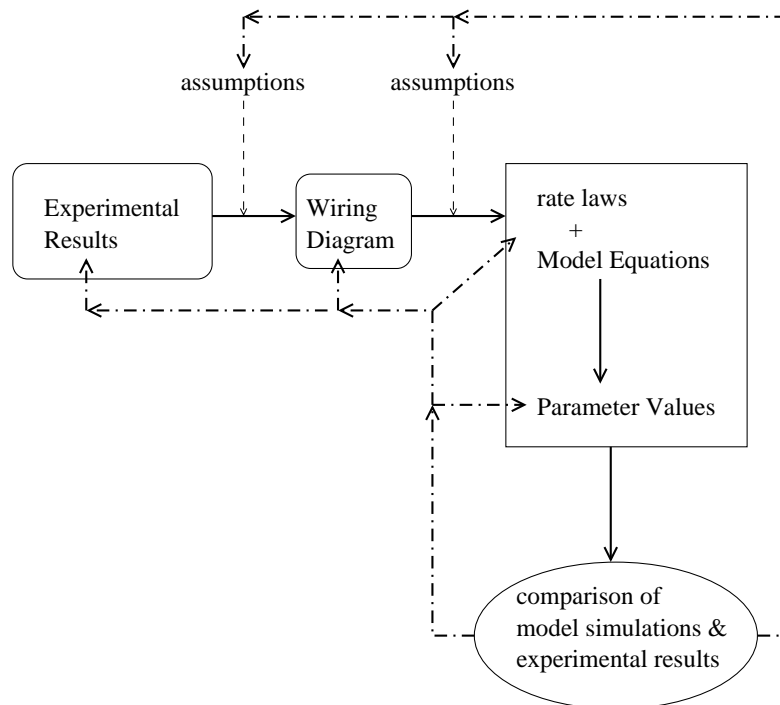 assumptions
assumptions
Experimental
Results
Wiring
Diagram
rate laws
+
Model Equations
Parameter Values
comparison of
model simulations &
experimental results